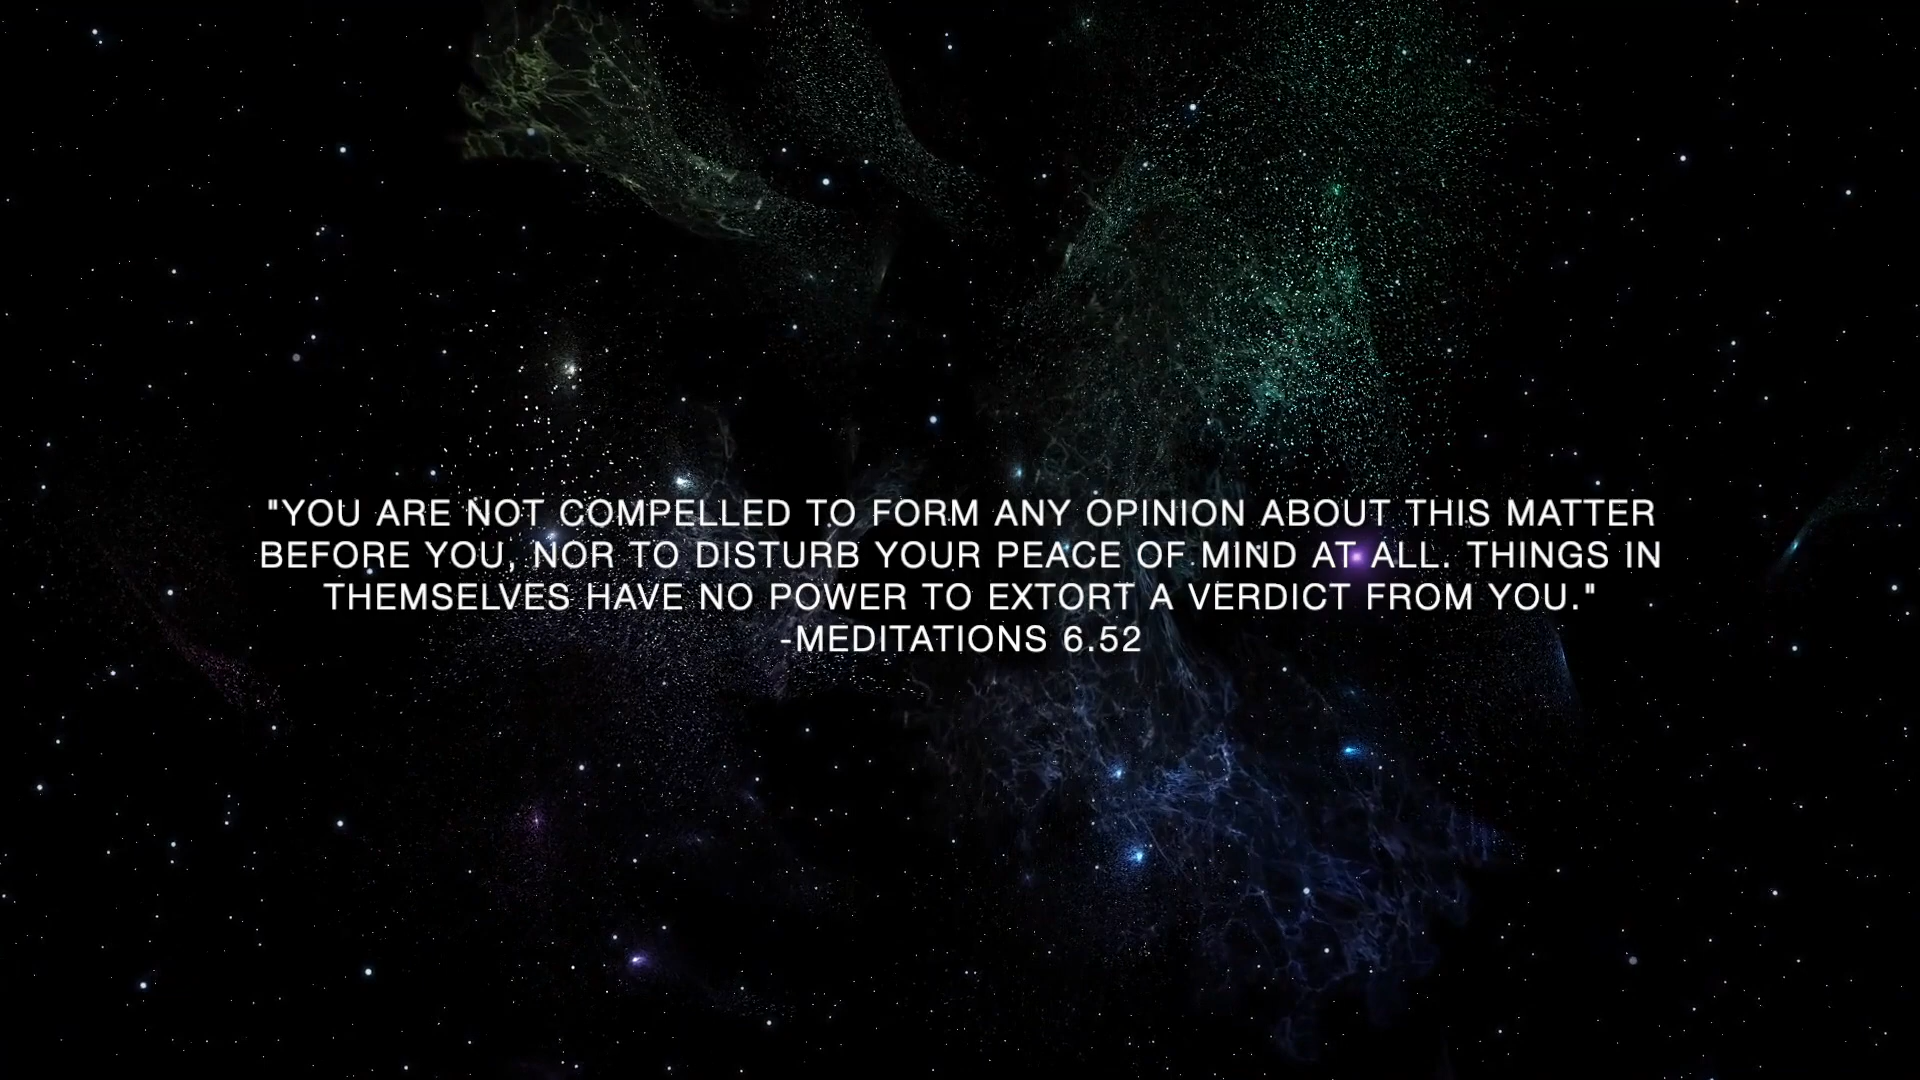 "YOU ARE NOT COMPELLED TO FORM ANY OPINION ABOUT THIS MATTER
BEFORE YOU, NOR TO DISTURB YOUR PEACE OF MIND AT ALL. THINGS IN
THEMSELVES HAVE NO POWER TO EXTORT A VERDICT FROM YOU."
-MEDITATIONS 6.52